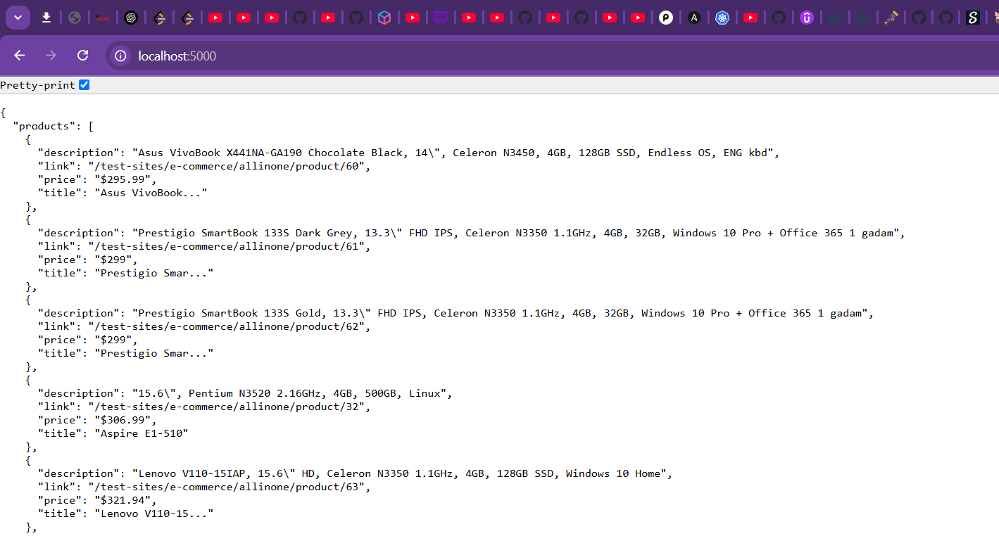 localhost:5000
Pretty-print
{
  "products": [
    {
      "description": "Asus VivoBook X441NA-GA190 Chocolate Black, 14\", Celeron N3450, 4GB, 128GB SSD, Endless OS, ENG kbd",
      "link": "/test-sites/e-commerce/allinone/product/60",
      "price": "$295.99",
      "title": "Asus VivoBook..."
    },
    {
      "description": "Prestigio SmartBook 133S Dark Grey, 13.3\" FHD IPS, Celeron N3350 1.1GHz, 4GB, 32GB, Windows 10 Pro + Office 365 1 gadam",
      "link": "/test-sites/e-commerce/allinone/product/61",
      "price": "$299",
      "title": "Prestigio Smar..."
    },
    {
      "description": "Prestigio SmartBook 133S Gold, 13.3\" FHD IPS, Celeron N3350 1.1GHz, 4GB, 32GB, Windows 10 Pro + Office 365 1 gadam",
      "link": "/test-sites/e-commerce/allinone/product/62",
      "price": "$299",
      "title": "Prestigio Smar..."
    },
    {
      "description": "15.6\", Pentium N3520 2.16GHz, 4GB, 500GB, Linux",
      "link": "/test-sites/e-commerce/allinone/product/32",
      "price": "$306.99",
      "title": "Aspire E1-510"
    },
    {
      "description": "Lenovo V110-15IAP, 15.6\" HD, Celeron N3350 1.1GHz, 4GB, 128GB SSD, Windows 10 Home",
      "link": "/test-sites/e-commerce/allinone/product/63",
      "price": "$321.94",
      "title": "Lenovo V110-15..."
    },